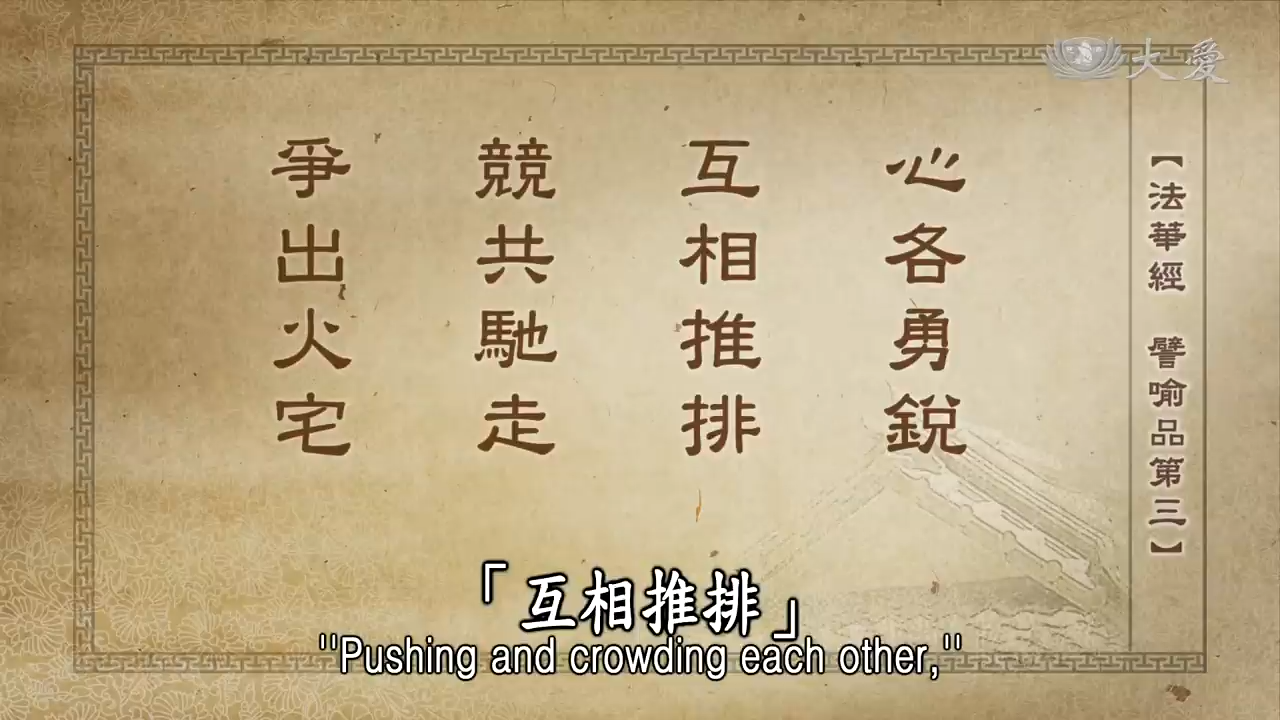 大愛
【法華經 譬喻品第三】
心各勇銳
互相推排
競共馳走
爭出火宅
「互相推排」
"Pushing and crowding each other,"